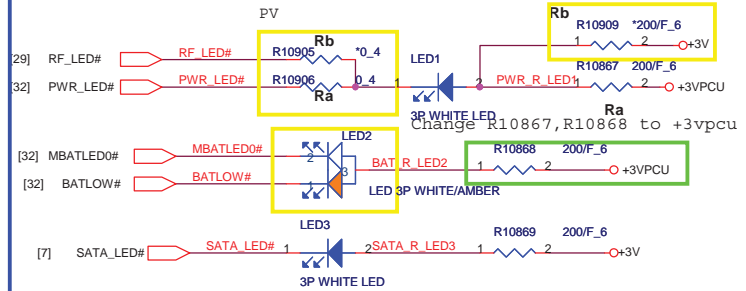 PV
Rb
R10909 *200/F_6
1 2 +3V
Rb
[29] RF_LED# RF_LED# R10905 *0_4
LED1
R10867 200/F_6
[32] PWR_LED# PWR_LED# R10906 0_4 1 2 PWR_R_LED1 1 2 +3VPCU
Ra
3P WHITE LED
Ra
Change R10867,R10868 to +3vpcu
LED2
[32] MBATLED0# MBATLED0# 2
R10868 200/F_6
3 BAT_R_LED2 1 2 +3VPCU
[32] BATLOW# BATLOW# 1
LED 3P WHITE/AMBER
LED3
R10869 200/F_6
[7] SATA_LED# SATA_LED# 1 2 SATA_R_LED3 1 2 +3V
3P WHITE LED